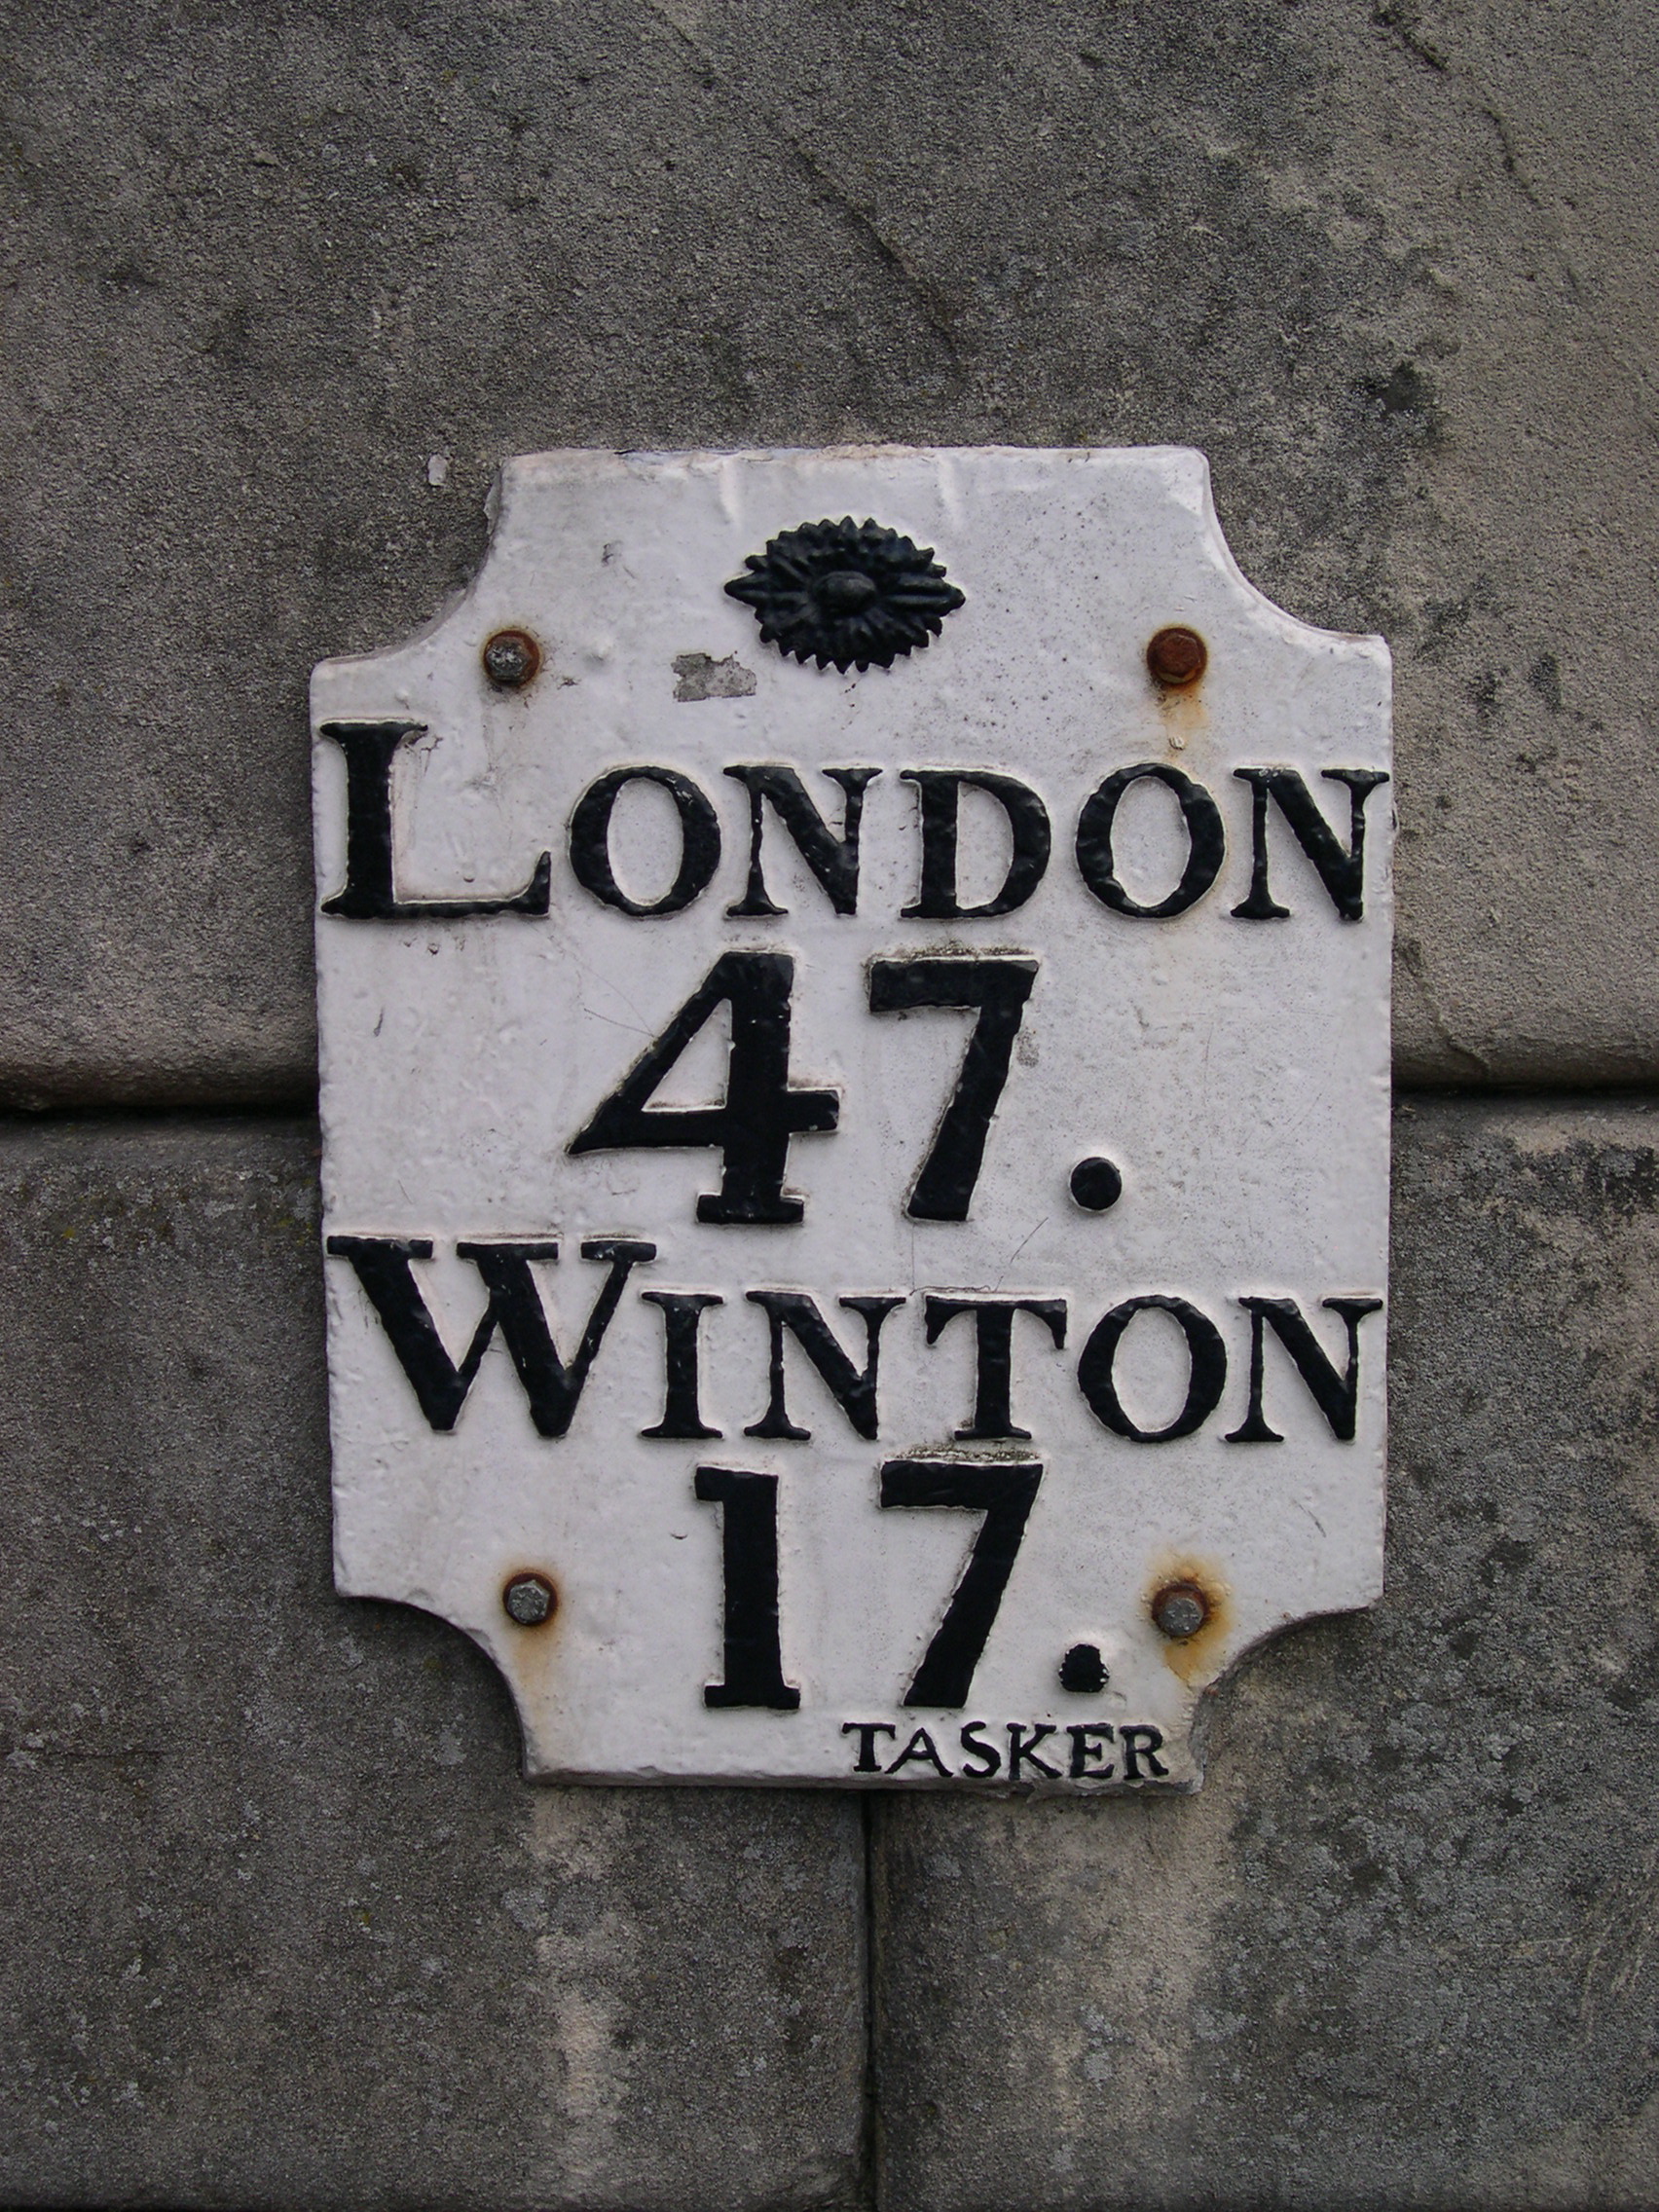 LONDON
47.
WINTON
17.
TASKER